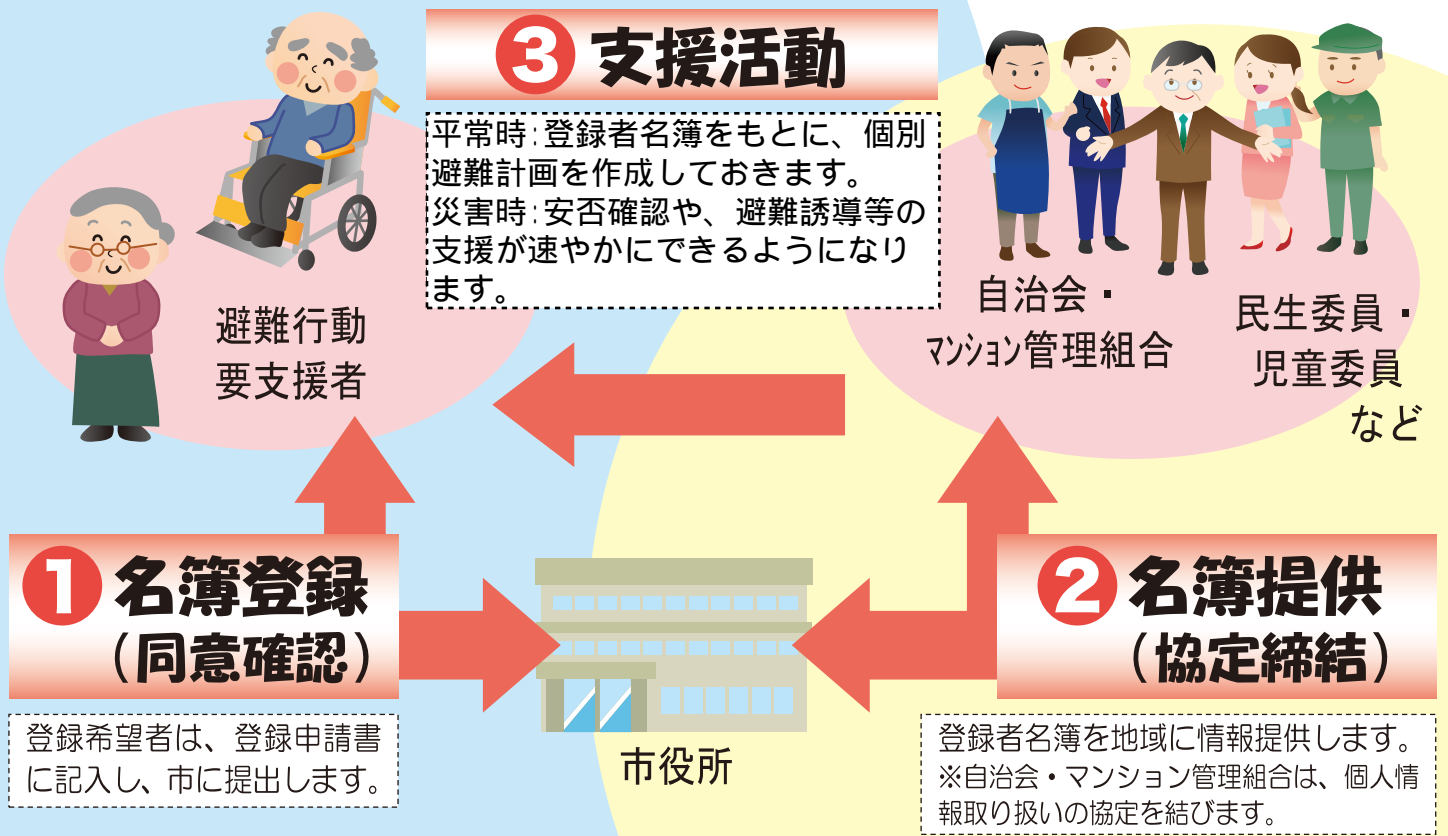 ❸支援活動
平常時:登録者名簿をもとに、個別
避難計画を作成しておきます。
災害時:安否確認や、避難誘導等の
支援が速やかにできるようになり
ます。
避難行動
要支援者
自治会・
マンション管理組合
民生委員・
児童委員
など
❶名簿登録
(同意確認)
登録希望者は、登録申請書
に記入し、市に提出します。
市役所
❷名簿提供
(協定締結)
登録者名簿を地域に情報提供します。
※自治会・マンション管理組合は、個人情
報取り扱いの協定を結びます。